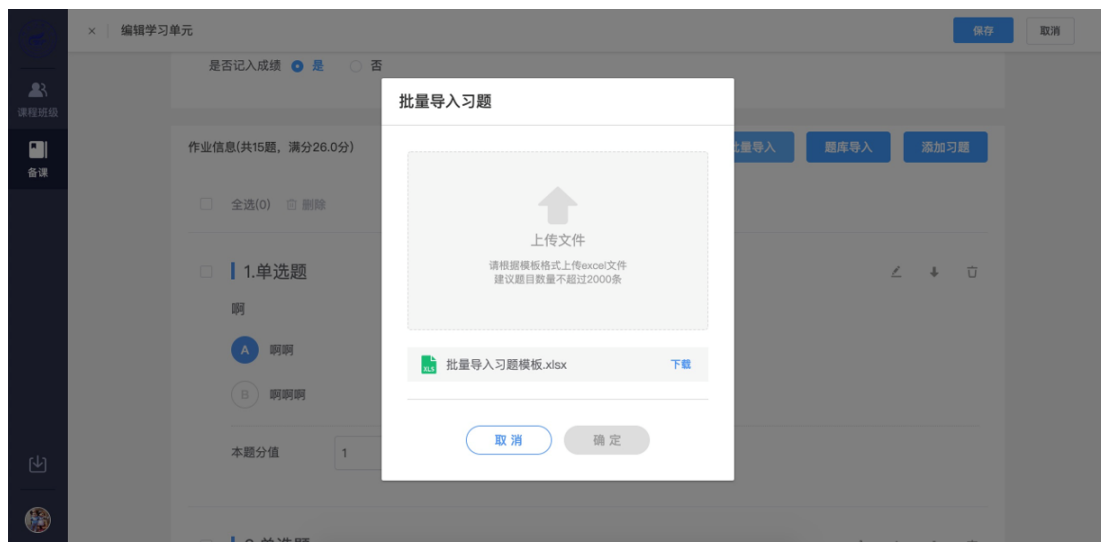 × 编辑学习单元 保存 取消
是否记入成绩 是 否
课程班级
备课
批量导入习题
作业信息(共15题，满分26.0分) 量导入 题库导入 添加习题
全选(0) 删除
上传文件
请根据模板格式上传excel文件
建议题目数量不超过2000条
1.单选题
啊
A 啊啊
B 啊啊啊
XLS 批量导入习题模板.xlsx 下载
取消 确定
本题分值 1